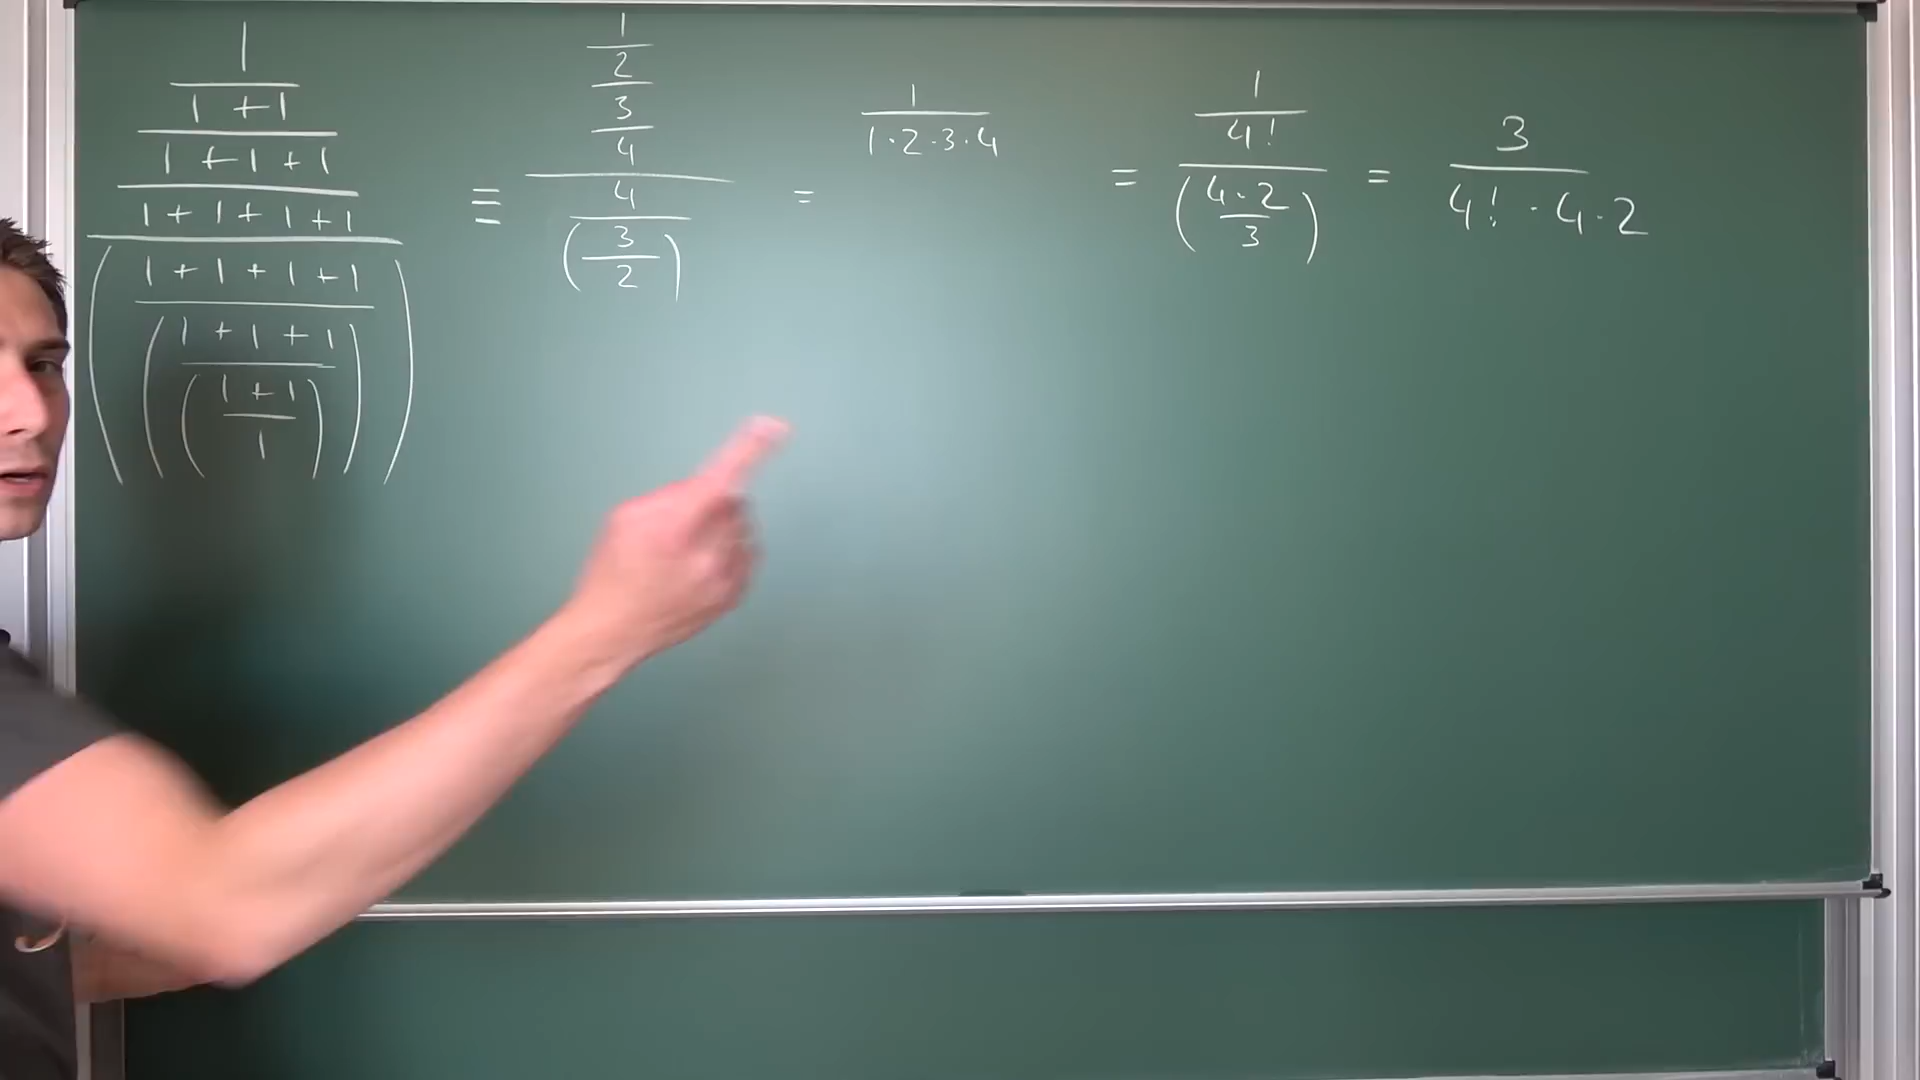 1
1 + 1
1 + 1 + 1
1 + 1 + 1 + 1
( 1 + 1 + 1 + 1
( 1 + 1 + 1
( 1 + 1
1 ) ) )
≡
1
2
3
4
4
( 3
2 )
=
1
1 · 2 · 3 · 4
=
1
4!
( 4 · 2
3 )
=
3
4! · 4 · 2